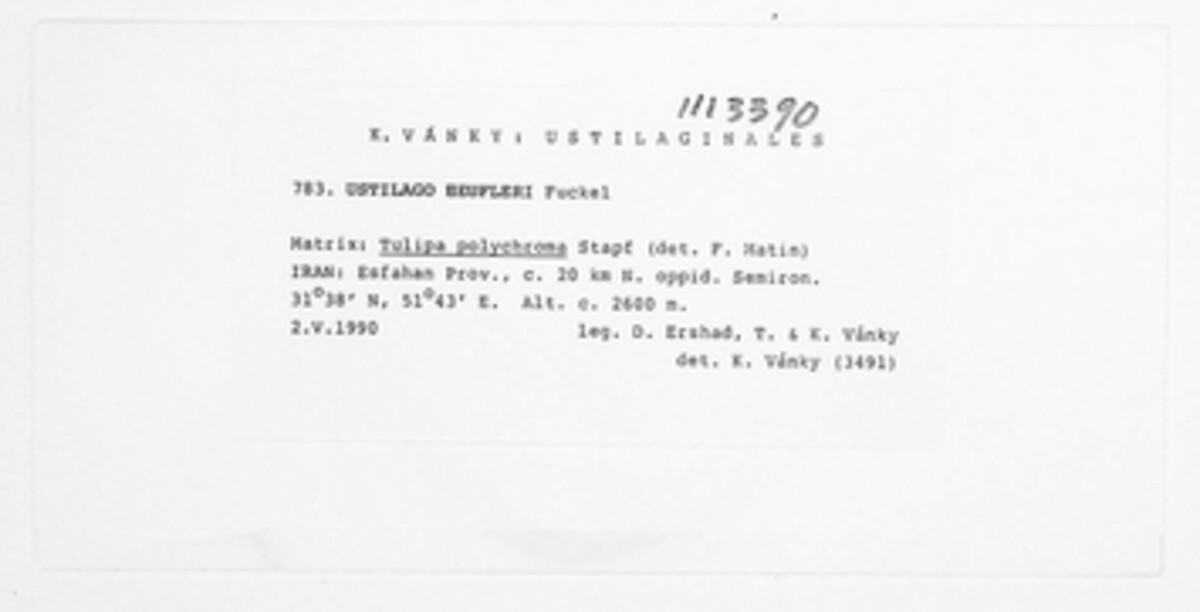 1113390
K. VÁNKY: USTILAGINALES
783. USTILAGO HEUFLERI Fuckel
Matrix: Tulipa polychroma Stapf (det. F. Matin)
IRAN: Esfahan Prov., c. 20 km N. oppid. Semiron.
31°38' N, 51°43' E. Alt. c. 2600 m.
2.V.1990 leg. D. Ershad, T. & K. Vánky
det. K. Vánky (3491)